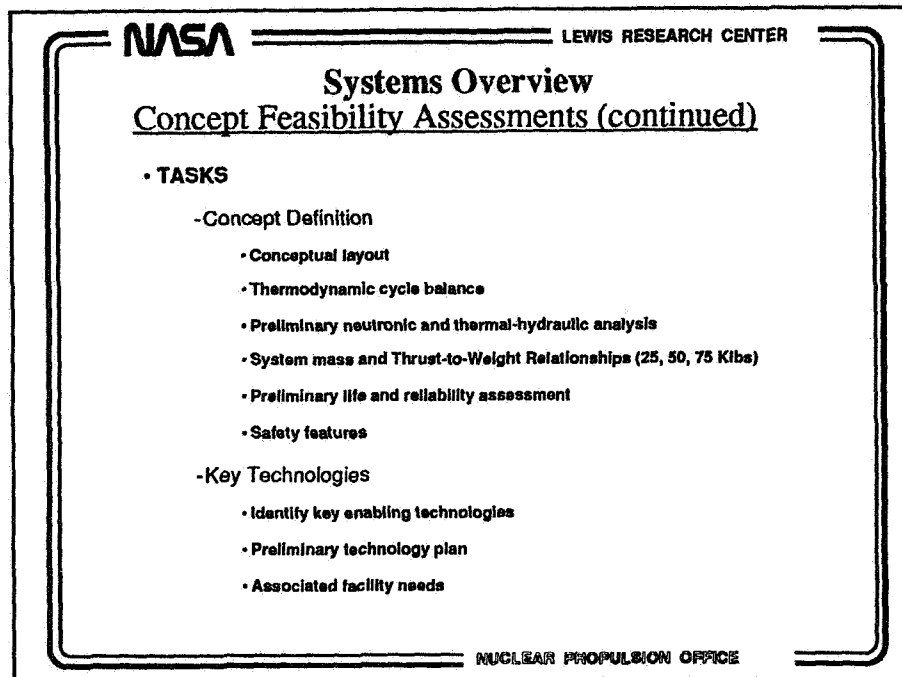 NASA LEWIS RESEARCH CENTER
Systems Overview
Concept Feasibility Assessments (continued)
• TASKS
-Concept Definition
• Conceptual layout
• Thermodynamic cycle balance
• Preliminary neutronic and thermal-hydraulic analysis
• System mass and Thrust-to-Weight Relationships (25, 50, 75 Klbs)
• Preliminary life and reliability assessment
• Safety features
-Key Technologies
• Identify key enabling technologies
• Preliminary technology plan
• Associated facility needs
NUCLEAR PROPULSION OFFICE